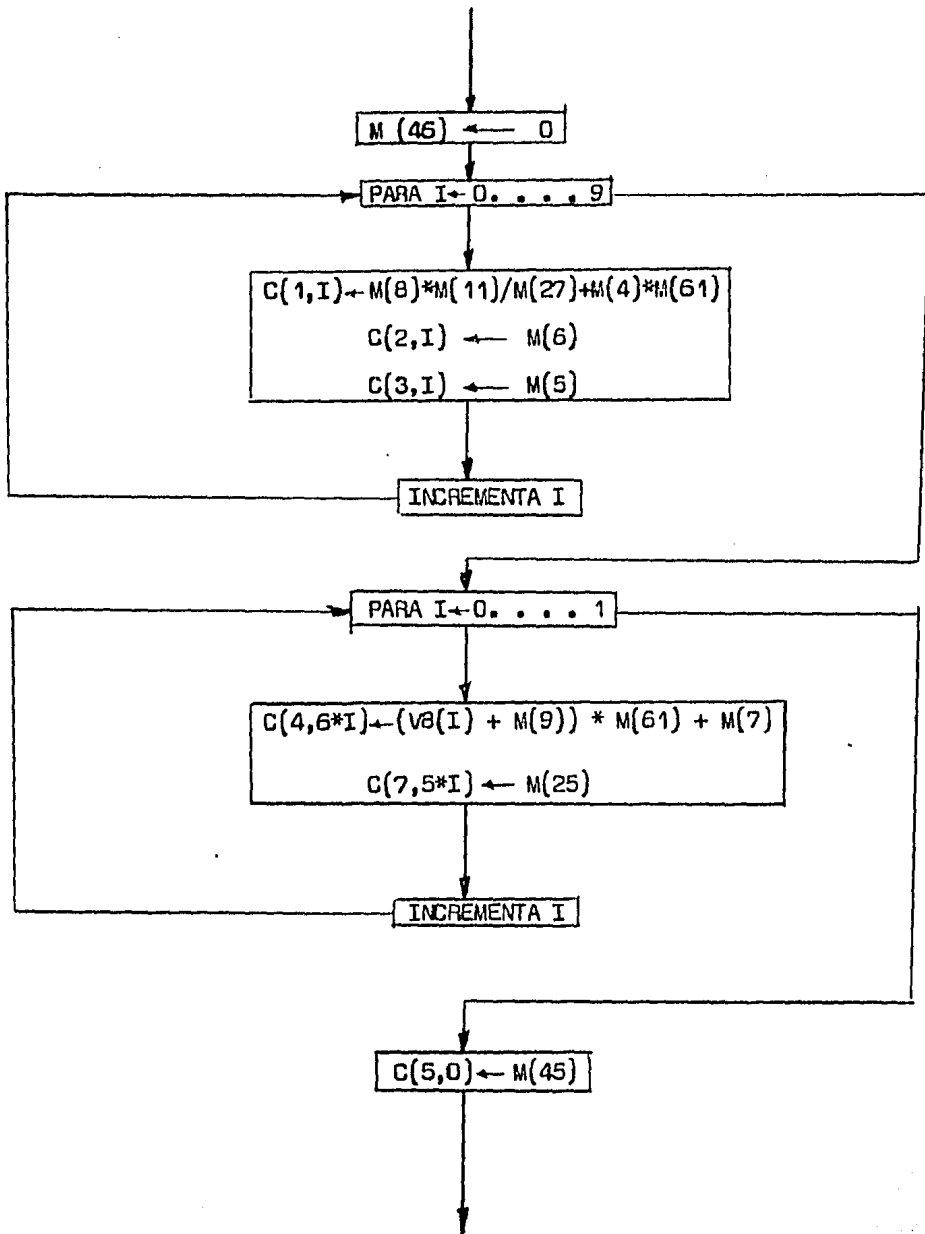 M (46) ← 0
PARA I←0. . . . 9
C(1,I)←M(8)*M(11)/M(27)+M(4)*M(61)
C(2,I) ← M(6)
C(3,I) ← M(5)
INCREMENTA I
PARA I←0. . . . 1
C(4,6*I)←(V8(I) + M(9)) * M(61) + M(7)
C(7,5*I) ← M(25)
INCREMENTA I
C(5,0)← M(45)